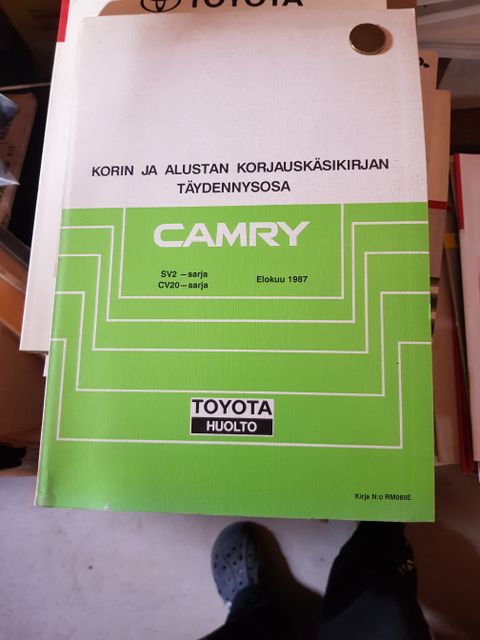 TOYOTA
KORIN JA ALUSTAN KORJAUSKÄSIKIRJAN
TÄYDENNYSOSA
CAMRY
SV2 –sarja
CV20–sarja
Elokuu 1987
TOYOTA
HUOLTO
Kirja N:o RM089E